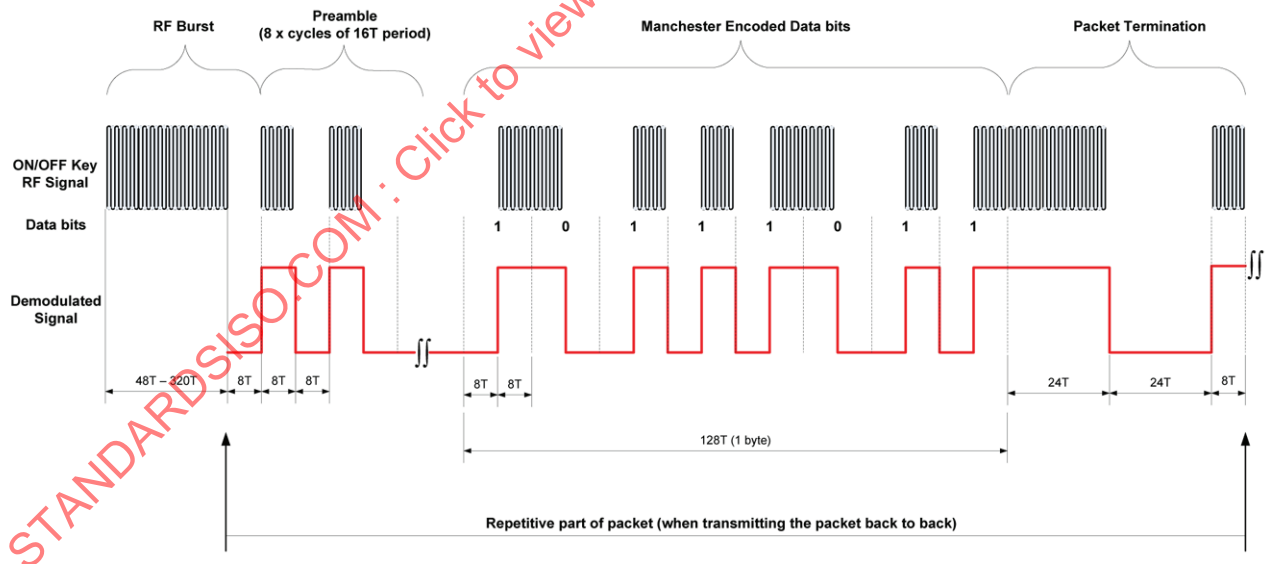 RF Burst
Preamble
(8 x cycles of 16T period)
Manchester Encoded Data bits
Packet Termination
ON/OFF Key
RF Signal
Data bits
1 0 1 1 1 0 1 1
Demodulated
Signal
48T – 320T 8T 8T 8T 8T 8T 24T 24T 8T
128T (1 byte)
Repetitive part of packet (when transmitting the packet back to back)
STANDARDSISO.COM : Click to view